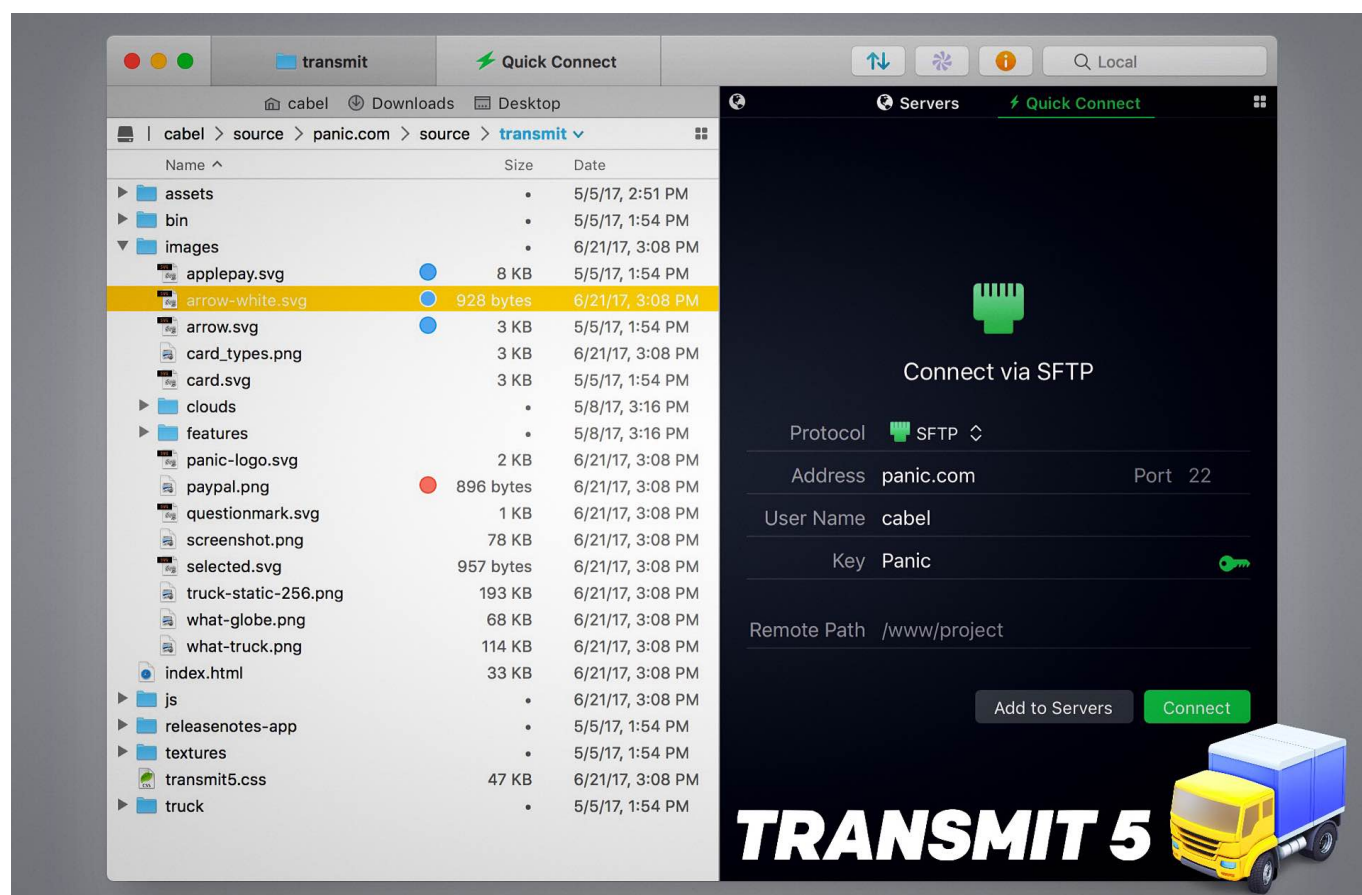 transmit Quick Connect Local
cabel Downloads Desktop
cabel > source > panic.com > source > transmit
Name Size Date
assets • 5/5/17, 2:51 PM
bin • 5/5/17, 1:54 PM
images • 6/21/17, 3:08 PM
applepay.svg 8 KB 5/5/17, 1:54 PM
arrow-white.svg 928 bytes 6/21/17, 3:08 PM
arrow.svg 3 KB 5/5/17, 1:54 PM
card_types.png 3 KB 6/21/17, 3:08 PM
card.svg 3 KB 5/5/17, 1:54 PM
clouds • 5/8/17, 3:16 PM
features • 5/8/17, 3:16 PM
panic-logo.svg 2 KB 6/21/17, 3:08 PM
paypal.png 896 bytes 6/21/17, 3:08 PM
questionmark.svg 1 KB 6/21/17, 3:08 PM
screenshot.png 78 KB 6/21/17, 3:08 PM
selected.svg 957 bytes 6/21/17, 3:08 PM
truck-static-256.png 193 KB 6/21/17, 3:08 PM
what-globe.png 68 KB 6/21/17, 3:08 PM
what-truck.png 114 KB 6/21/17, 3:08 PM
index.html 33 KB 6/21/17, 3:08 PM
js • 6/21/17, 3:08 PM
releasenotes-app • 5/5/17, 1:54 PM
textures • 5/5/17, 1:54 PM
transmit5.css 47 KB 6/21/17, 3:08 PM
truck • 5/5/17, 1:54 PM
Servers Quick Connect
Connect via SFTP
Protocol SFTP
Address panic.com Port 22
User Name cabel
Key Panic
Remote Path /www/project
Add to Servers Connect
TRANSMIT 5